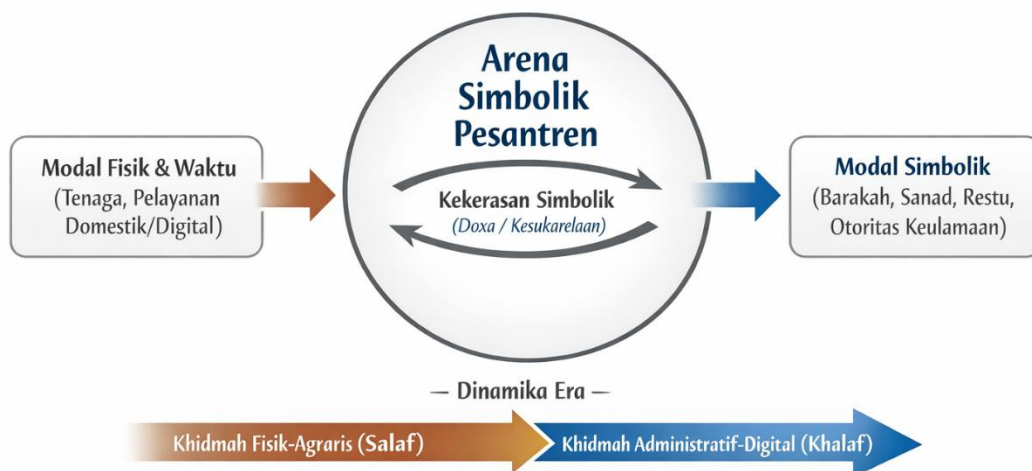 Arena
Simbolik
Pesantren
Modal Fisik & Waktu
(Tenaga, Pelayanan
Domestik/Digital)
Kekerasan Simbolik
(Doxa / Kesukarelaan)
Modal Simbolik
(Barakah, Sanad, Restu,
Otoritas Keulamaan)
— Dinamika Era —
Khidmah Fisik-Agraris (Salaf)
Khidmah Administratif-Digital (Khalaf)